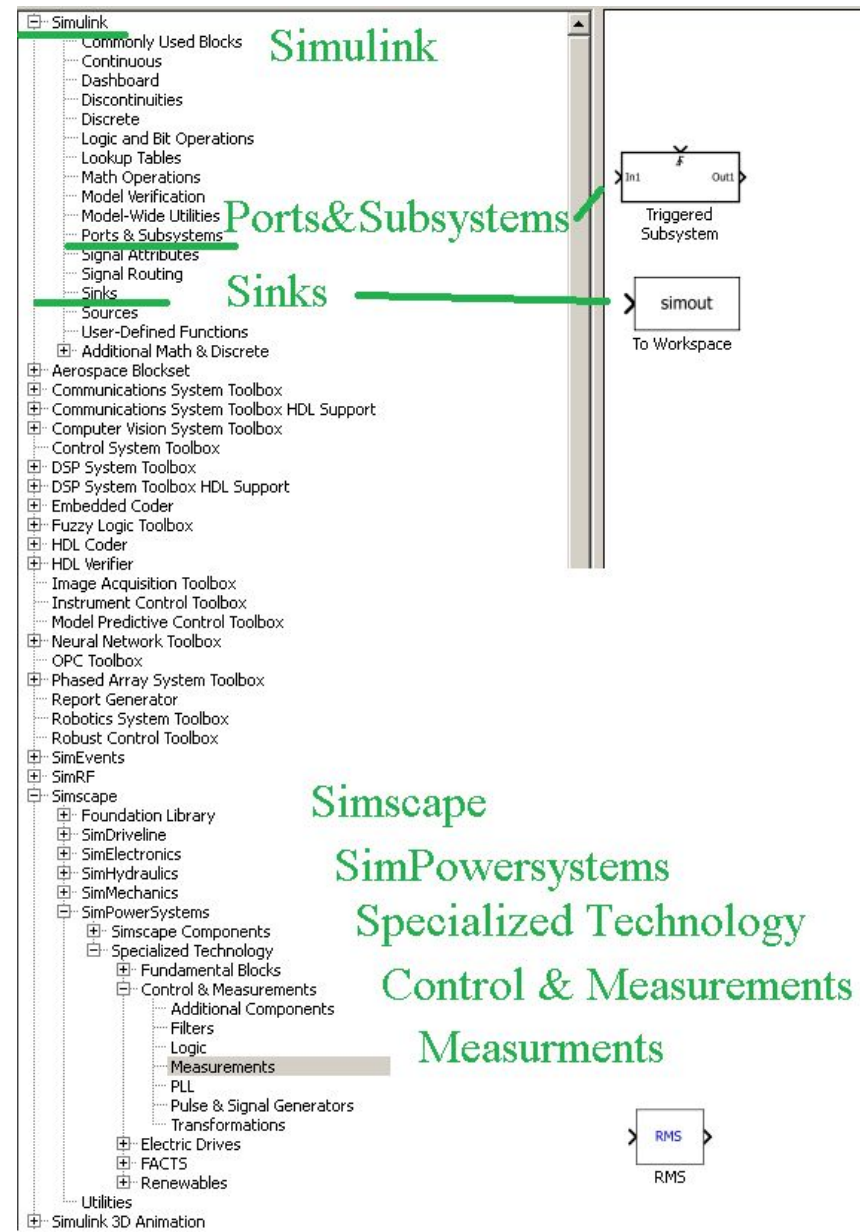 Simulink
Simulink
Commonly Used Blocks
Continuous
Dashboard
Discontinuities
Discrete
Logic and Bit Operations
Lookup Tables
Math Operations
Model Verification
Model-Wide Utilities
Ports & Subsystems
Ports&Subsystems
Signal Attributes
Signal Routing
Sinks
Sinks
Sources
User-Defined Functions
Additional Math & Discrete
In1 Out1
Triggered
Subsystem
simout
To Workspace
Aerospace Blockset
Communications System Toolbox
Communications System Toolbox HDL Support
Computer Vision System Toolbox
Control System Toolbox
DSP System Toolbox
DSP System Toolbox HDL Support
Embedded Coder
Fuzzy Logic Toolbox
HDL Coder
HDL Verifier
Image Acquisition Toolbox
Instrument Control Toolbox
Model Predictive Control Toolbox
Neural Network Toolbox
OPC Toolbox
Phased Array System Toolbox
Report Generator
Robotics System Toolbox
Robust Control Toolbox
SimEvents
SimRF
Simscape
Simscape
Foundation Library
SimDriveline
SimElectronics
SimHydraulics
SimPowersystems
SimMechanics
SimPowerSystems
Simscape Components
Specialized Technology
Specialized Technology
Fundamental Blocks
Control & Measurements
Control & Measurements
Additional Components
Filters
Logic
Measurments
Measurements
PLL
Pulse & Signal Generators
Transformations
Electric Drives
FACTS
Renewables
Utilities
Simulink 3D Animation
RMS
RMS